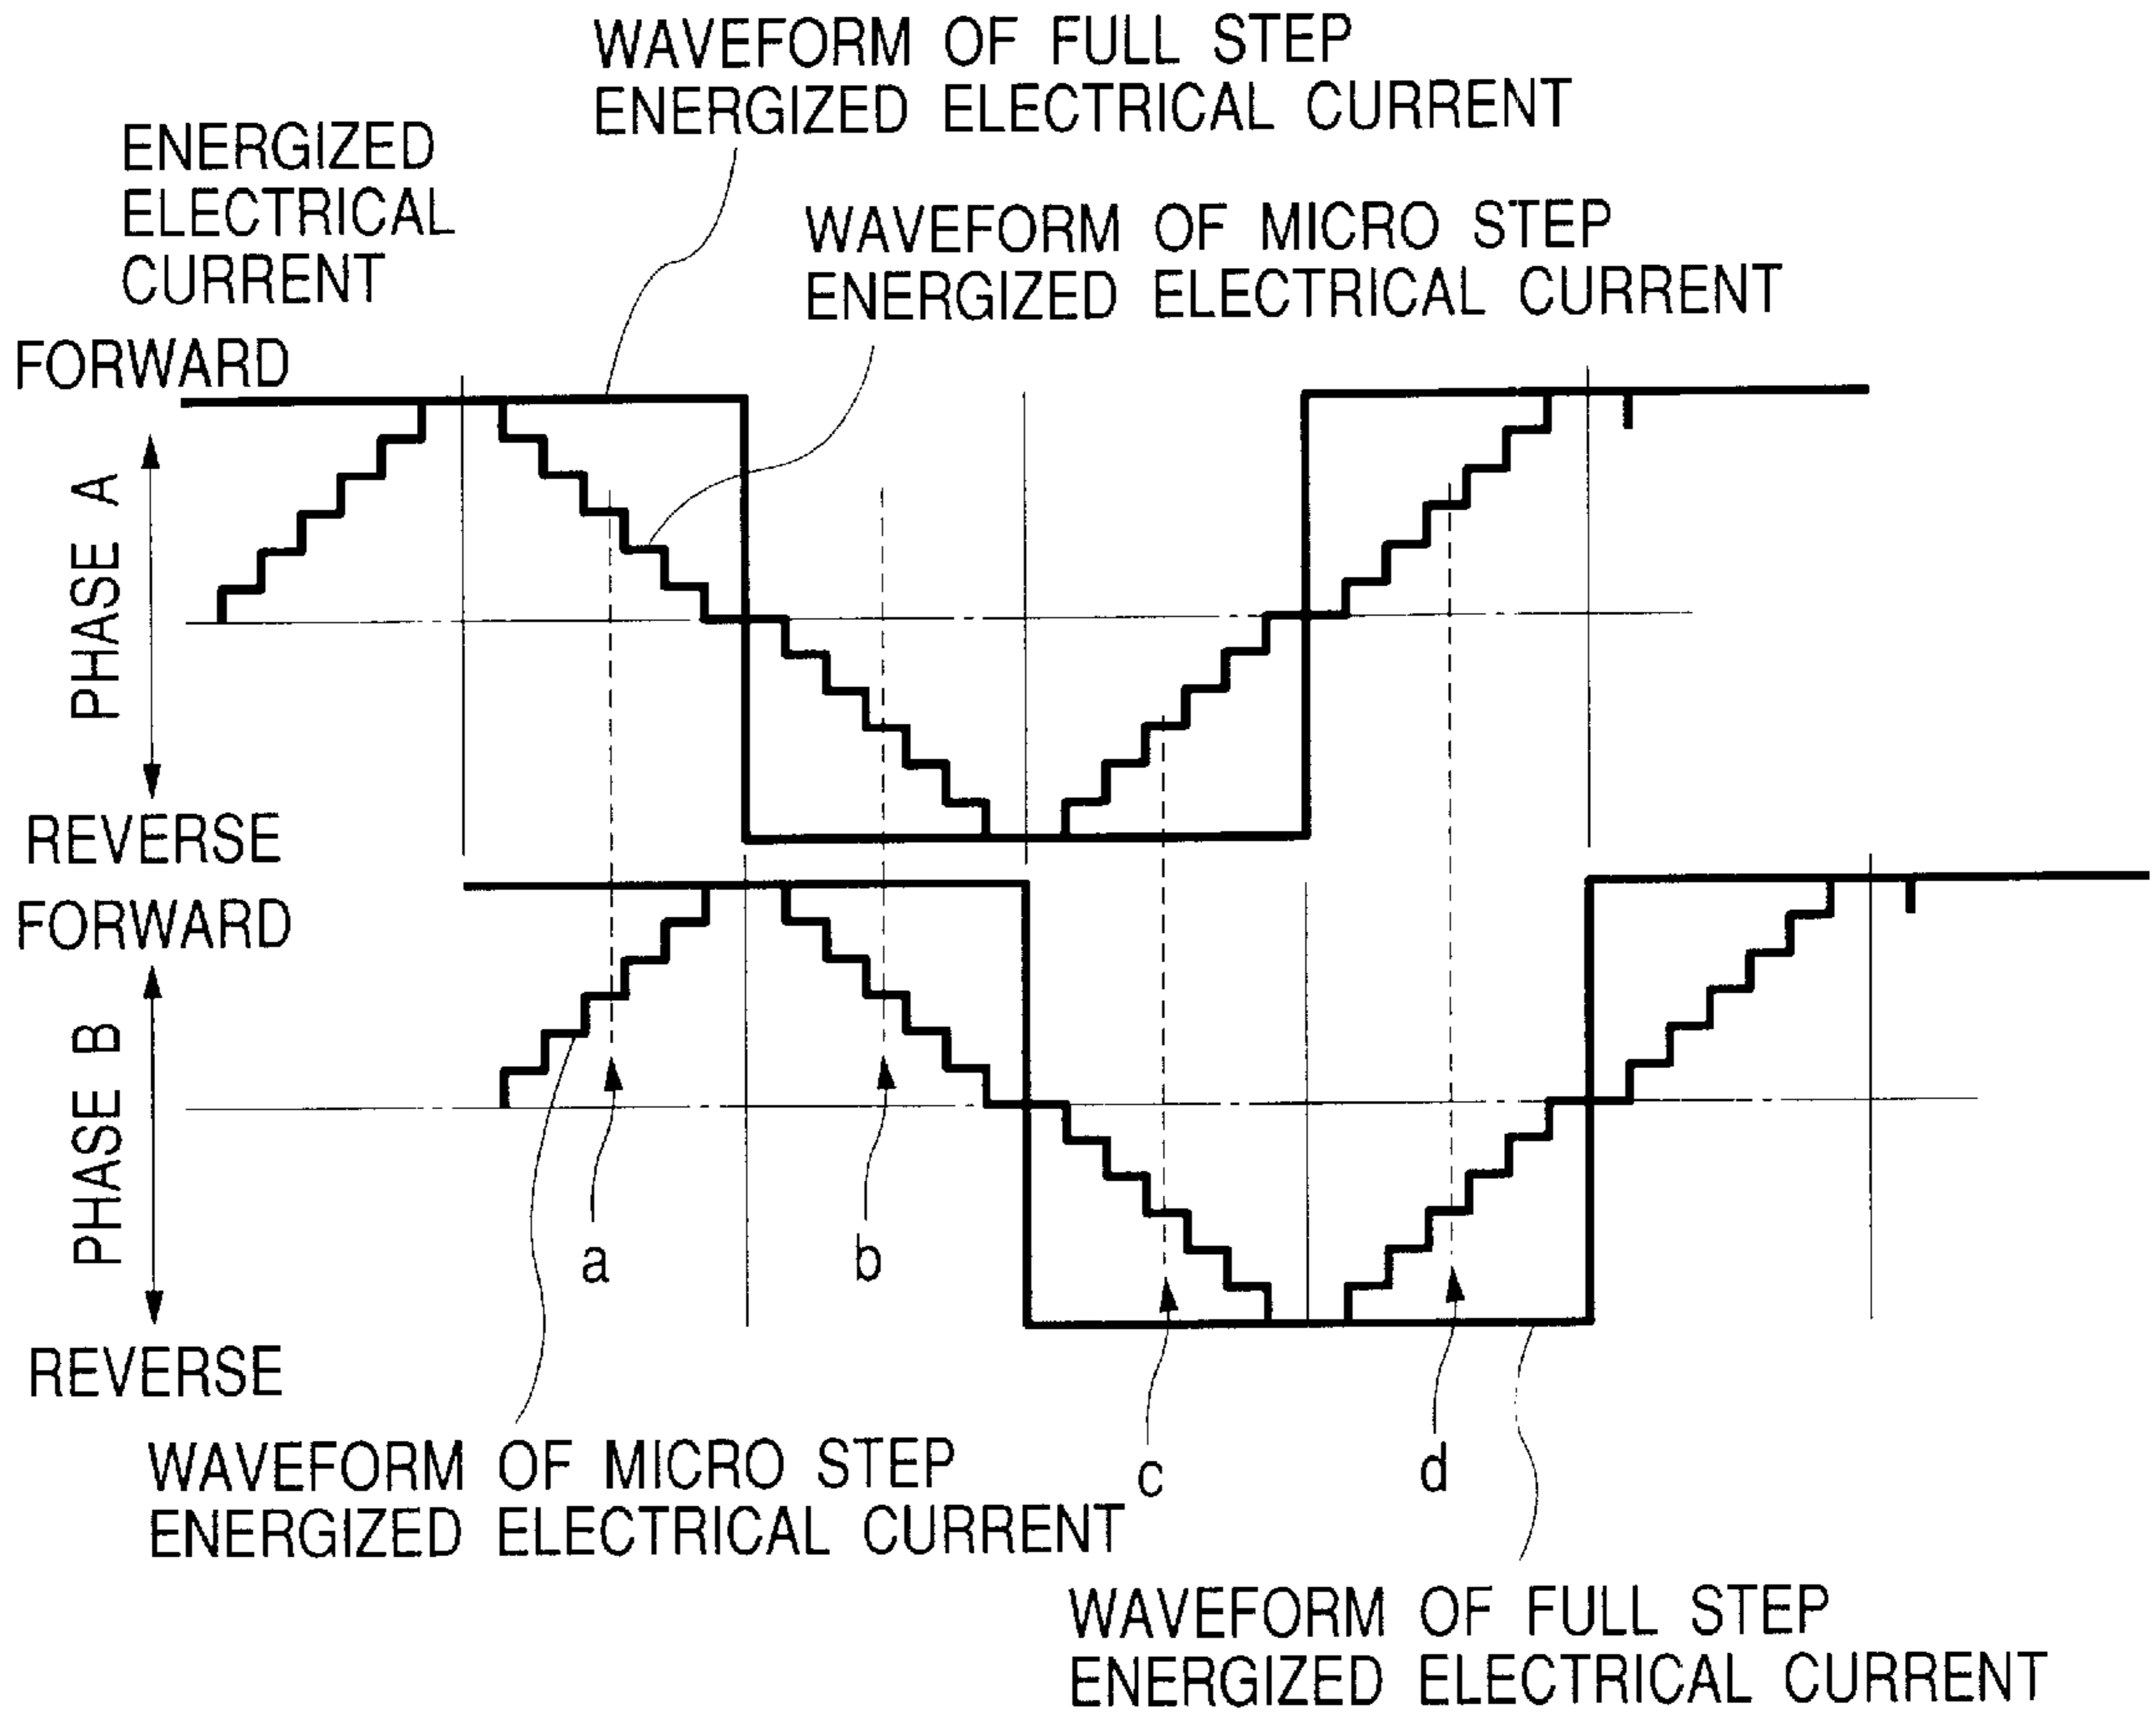 WAVEFORM OF FULL STEP
ENERGIZED ELECTRICAL CURRENT
ENERGIZED
ELECTRICAL
CURRENT
WAVEFORM OF MICRO STEP
ENERGIZED ELECTRICAL CURRENT
FORWARD
PHASE A
REVERSE
FORWARD
PHASE B
REVERSE
a
b
c
d
WAVEFORM OF MICRO STEP
ENERGIZED ELECTRICAL CURRENT
WAVEFORM OF FULL STEP
ENERGIZED ELECTRICAL CURRENT